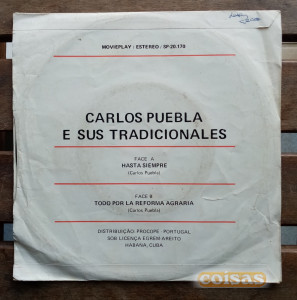 MOVIEPLAY - ESTEREO - SP-20.170
CARLOS PUEBLA
E SUS TRADICIONALES
FACE A
HASTA SIEMPRE
(Carlos Puebla)
FACE B
TODO POR LA REFORMA AGRARIA
(Carlos Puebla)
DISTRIBUIÇÃO PROCOPE - PORTUGAL
SOB LICENÇA EGREM-AREITO
HABANA, CUBA
coisas